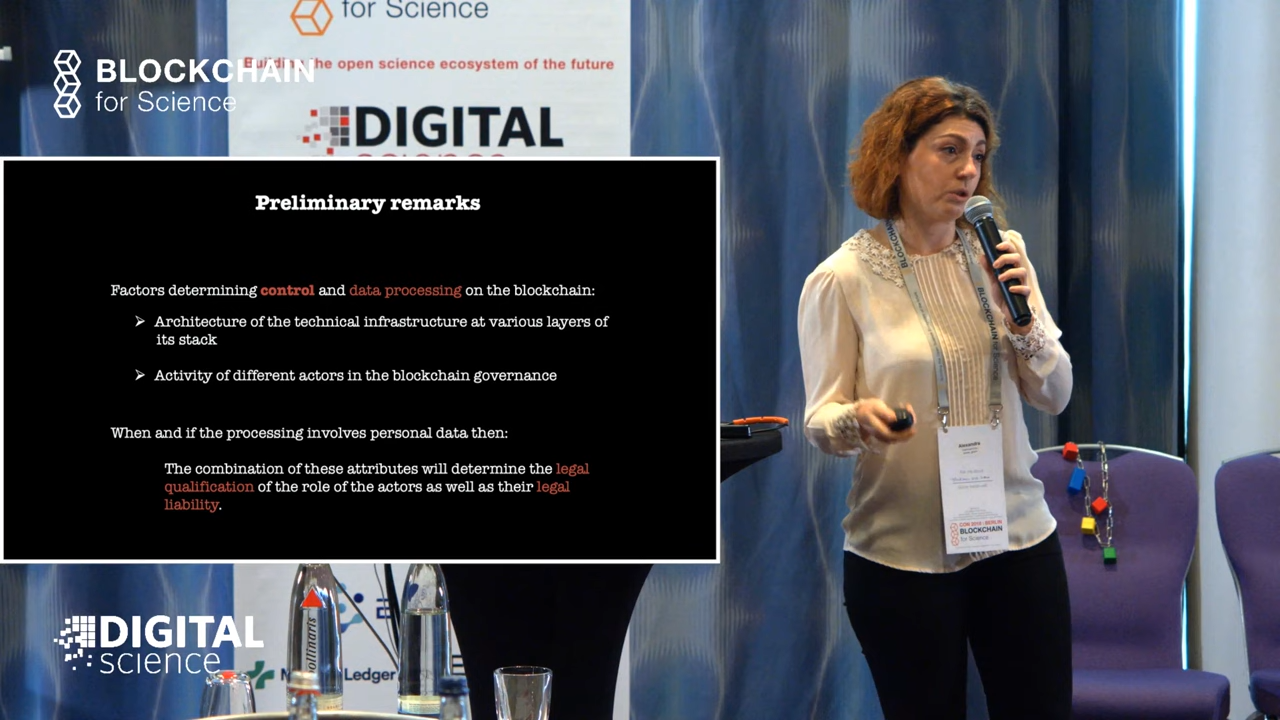 for Science
Building the open science ecosystem of the future
BLOCKCHAIN
for Science
DIGITAL
Preliminary remarks
Factors determining control and data processing on the blockchain:
➢ Architecture of the technical infrastructure at various layers of
its stack
➢ Activity of different actors in the blockchain governance
When and if the processing involves personal data then:
The combination of these attributes will determine the legal
qualification of the role of the actors as well as their legal
liability.
BLOCKCHAIN
BLOCKCHAIN
BERLIN
BLOCKCHAIN
for Science
Ledger
DIGITAL
science